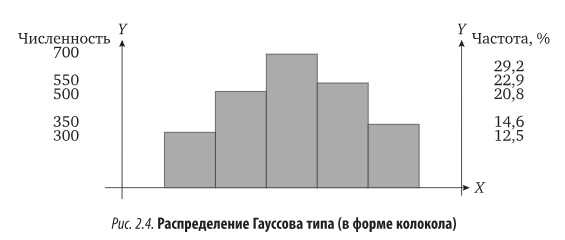 Численность
Y
Y
Частота, %
700
29,2
550
22,9
500
20,8
350
14,6
300
12,5
X
Рис. 2.4. Распределение Гауссова типа (в форме колокола)